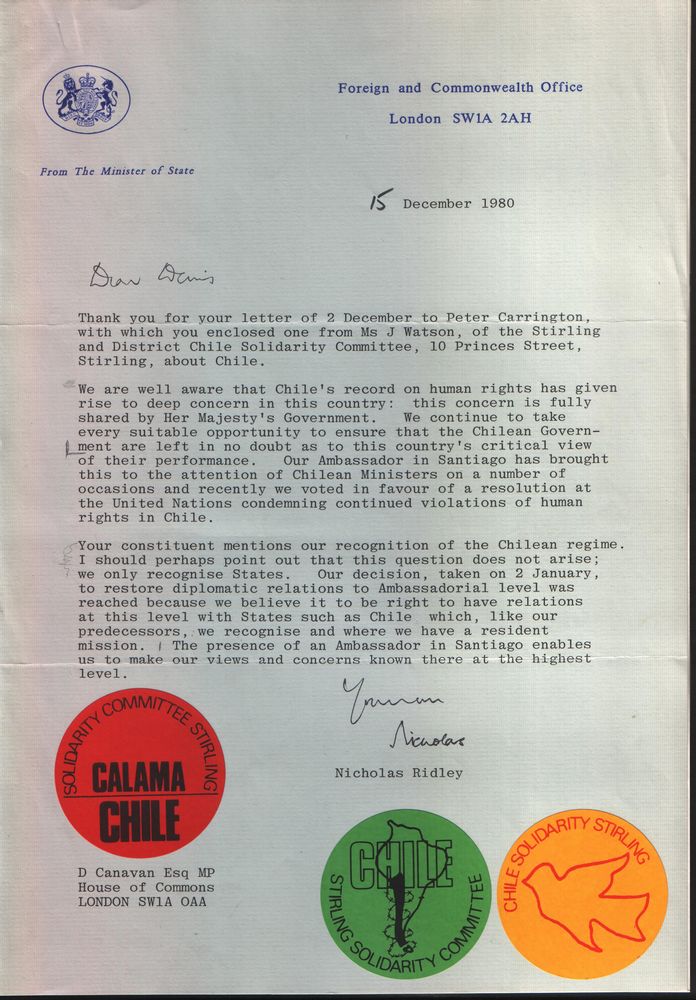 Foreign and Commonwealth Office
London SW1A 2AH
From The Minister of State
15 December 1980
Dear Dennis
Thank you for your letter of 2 December to Peter Carrington,
with which you enclosed one from Ms J Watson, of the Stirling
and District Chile Solidarity Committee, 10 Princes Street,
Stirling, about Chile.
We are well aware that Chile's record on human rights has given
rise to deep concern in this country: this concern is fully
shared by Her Majesty's Government. We continue to take
every suitable opportunity to ensure that the Chilean Govern-
ment are left in no doubt as to this country's critical view
of their performance. Our Ambassador in Santiago has brought
this to the attention of Chilean Ministers on a number of
occasions and recently we voted in favour of a resolution at
the United Nations condemning continued violations of human
rights in Chile.
Your constituent mentions our recognition of the Chilean regime.
I should perhaps point out that this question does not arise;
we only recognise States. Our decision, taken on 2 January,
to restore diplomatic relations to Ambassadorial level was
reached because we believe it to be right to have relations
at this level with States such as Chile which, like our
predecessors, we recognise and where we have a resident
mission. The presence of an Ambassador in Santiago enables
us to make our views and concerns known there at the highest
level.
Nicholas
Nicholas Ridley
SOLIDARITY COMMITTEE STIRLING
CALAMA
CHILE
D Canavan Esq MP
House of Commons
LONDON SW1A OAA
CHILE
STIRLING SOLIDARITY COMMITTEE
CHILE SOLIDARITY STIRLING